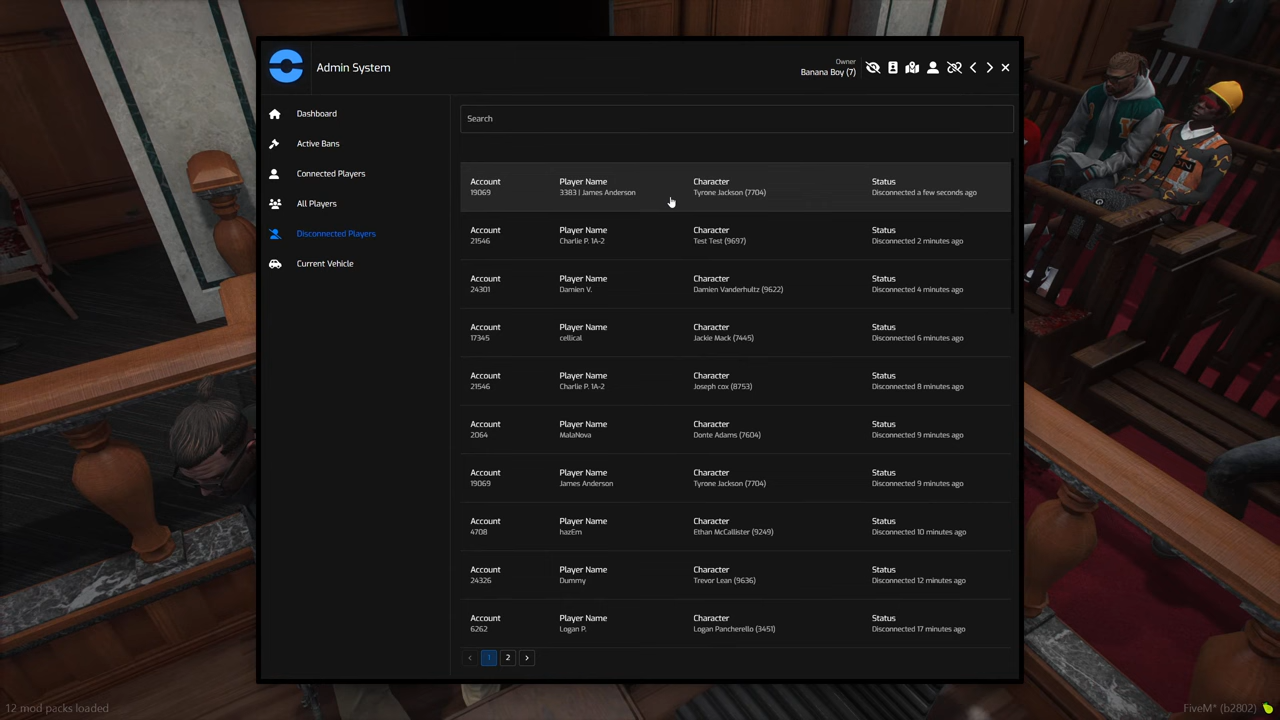 Admin System
Owner
Banana Boy (7)
Dashboard
Active Bans
Connected Players
All Players
Disconnected Players
Current Vehicle
Search
Account Player Name Character Status
19069 3383 | James Anderson Tyrone Jackson (7704) Disconnected a few seconds ago
Account Player Name Character Status
21546 Charlie P. 1A-2 Test Test (9697) Disconnected 2 minutes ago
Account Player Name Character Status
24301 Damien V. Damien Vanderhultz (9622) Disconnected 4 minutes ago
Account Player Name Character Status
17345 cellical Jackie Mack (7445) Disconnected 6 minutes ago
Account Player Name Character Status
21546 Charlie P. 1A-2 Joseph cox (8753) Disconnected 8 minutes ago
Account Player Name Character Status
2064 MalaNova Donte Adams (7604) Disconnected 9 minutes ago
Account Player Name Character Status
19069 James Anderson Tyrone Jackson (7704) Disconnected 9 minutes ago
Account Player Name Character Status
4708 hazEm Ethan McCallister (9249) Disconnected 10 minutes ago
Account Player Name Character Status
24326 Dummy Trevor Lean (9636) Disconnected 12 minutes ago
Account Player Name Character Status
6262 Logan P. Logan Pancherello (3451) Disconnected 17 minutes ago
1 2
12 mod packs loaded
FiveM* (b2802)